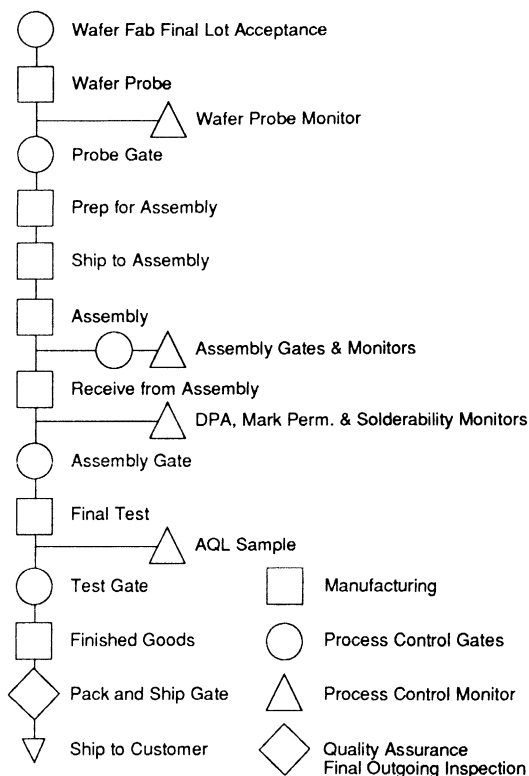 Wafer Fab Final Lot Acceptance
Wafer Probe
Wafer Probe Monitor
Probe Gate
Prep for Assembly
Ship to Assembly
Assembly
Assembly Gates & Monitors
Receive from Assembly
DPA, Mark Perm. & Solderability Monitors
Assembly Gate
Final Test
AQL Sample
Test Gate
Manufacturing
Finished Goods
Process Control Gates
Pack and Ship Gate
Process Control Monitor
Ship to Customer
Quality Assurance
Final Outgoing Inspection